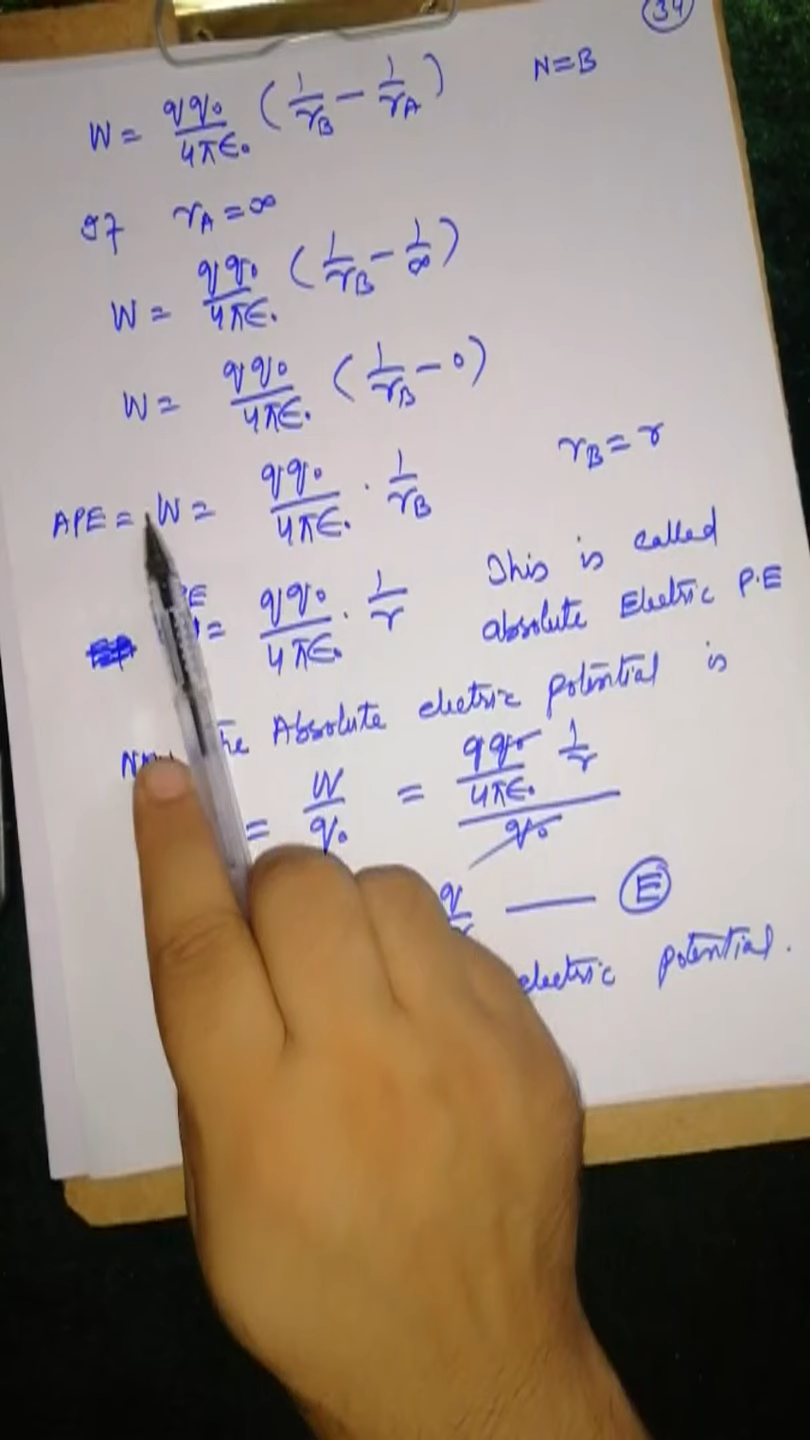 34
W = qq₀/4πϵ₀ (1/r_B − 1/r_A) N=B
If r_A = ∞
W = qq₀/4πϵ₀ (1/r_B − 1/∞)
W = qq₀/4πϵ₀ (1/r_B − 0)
r_B = r
APE = W = qq₀/4πϵ₀ · 1/r_B
= qq₀/4πϵ₀ · 1/r This is called
absolute Electric P.E
Absolute electric potential is
= W/q₀ = qq₀/4πϵ₀ 1/r / q₀
q —— E
electric potential.